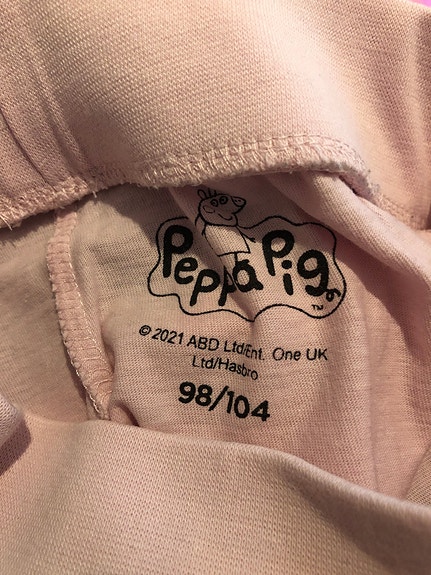 Peppa Pig
TM
© 2021 ABD Ltd/Ent. One UK
Ltd/Hasbro
98/104